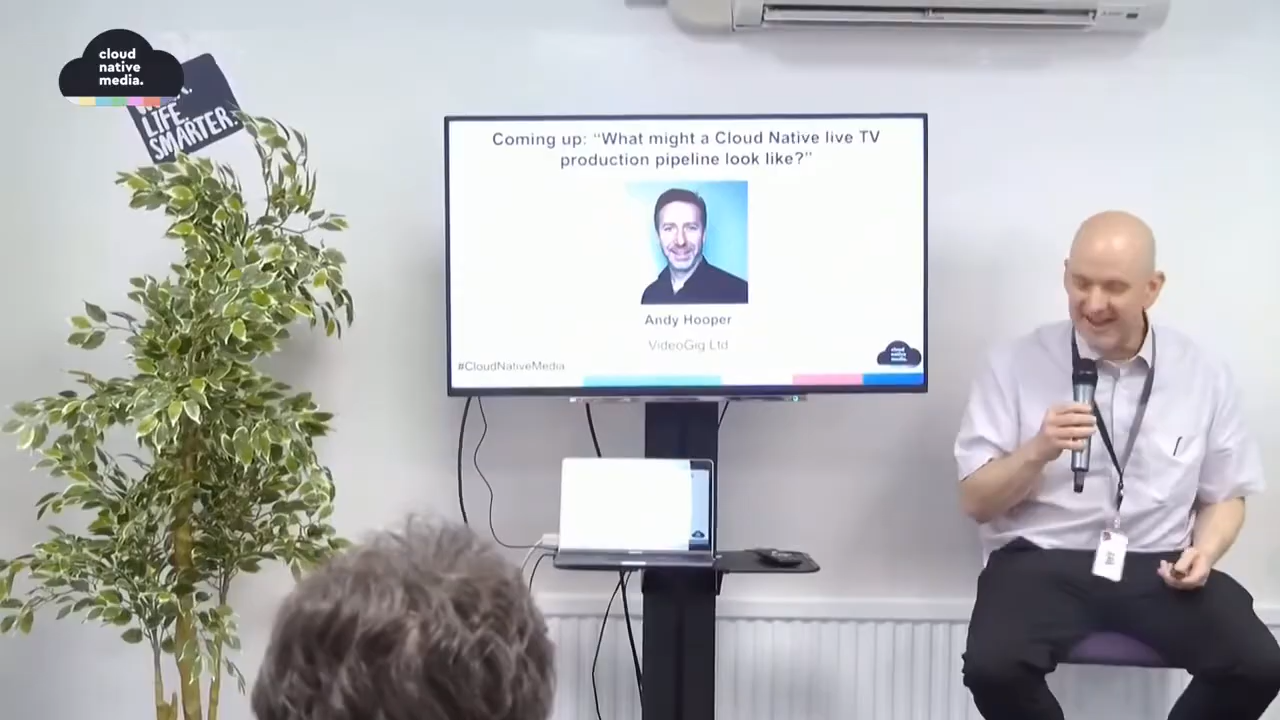 cloud
native
media.
LIFE.
SMARTER.
Coming up: “What might a Cloud Native live TV
production pipeline look like?”
Andy Hooper
VideoGig Ltd
#CloudNativeMedia
cloud
native
media.